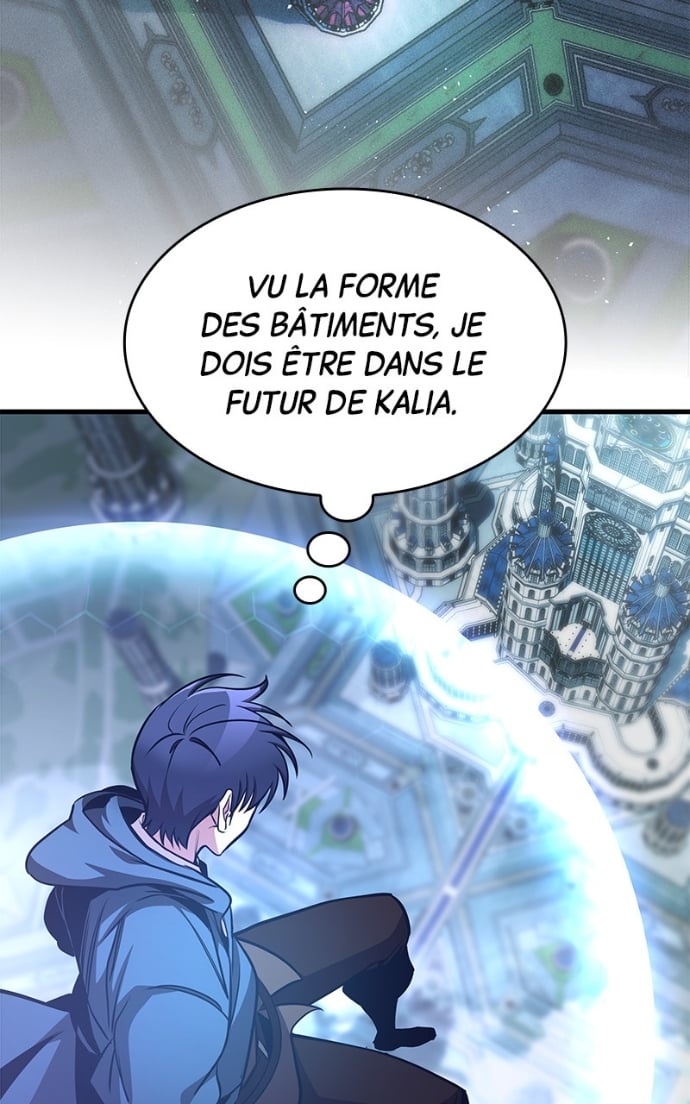 VU LA FORME
DES BÂTIMENTS, JE
DOIS ÊTRE DANS LE
FUTUR DE KALIA.